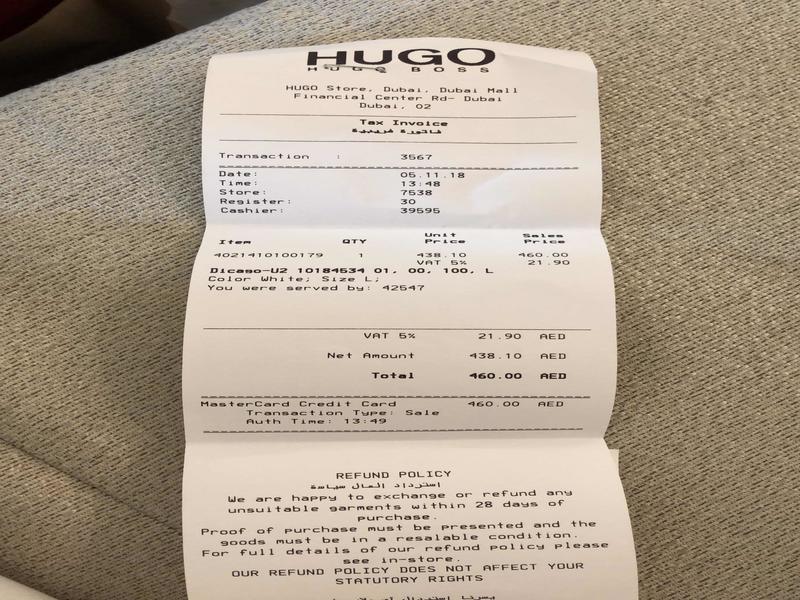 HUGO
HUGO BOSS
HUGO Store, Dubai, Dubai Mall
Financial Center Rd- Dubai
Dubai, 02
Tax Invoice
Transaction : 3567
Date: 05.11.18
Time: 13:48
Store: 7538
Register: 30
Cashier: 39595
Item QTY Unit Price Sales Price
4021410100179 1 438.10 460.00
VAT 5% 21.90
Dicago-U2 10184534 01, 00, 100, L
Color White; Size L;
You were served by: 42547
VAT 5% 21.90 AED
Net Amount 438.10 AED
Total 460.00 AED
MasterCard Credit Card 460.00 AED
Transaction Type: Sale
Auth Time: 13:49
REFUND POLICY
We are happy to exchange or refund any
unsuitable garments within 28 days of
purchase.
Proof of purchase must be presented and the
goods must be in a resalable condition.
For full details of our refund policy please
see in-store.
OUR REFUND POLICY DOES NOT AFFECT YOUR
STATUTORY RIGHTS